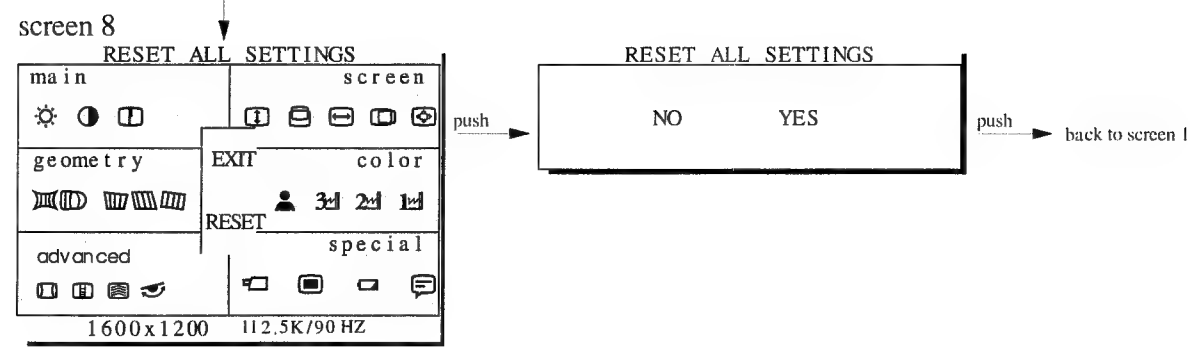 screen 8
RESET ALL SETTINGS
main
screen
geometry
EXIT
color
3
2
1
RESET
advanced
special
1600x1200 112.5K/90 HZ
push
RESET ALL SETTINGS
NO YES
push
back to screen 1